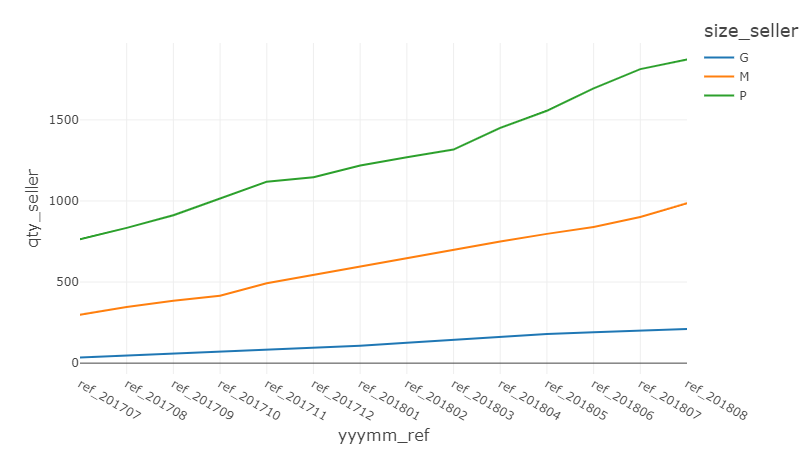 size_seller
G
M
P
qty_seller
1500
1000
500
0
ref_201707
ref_201708
ref_201709
ref_201710
ref_201711
ref_201712
ref_201801
ref_201802
ref_201803
ref_201804
ref_201805
ref_201806
ref_201807
ref_201808
yyymm_ref